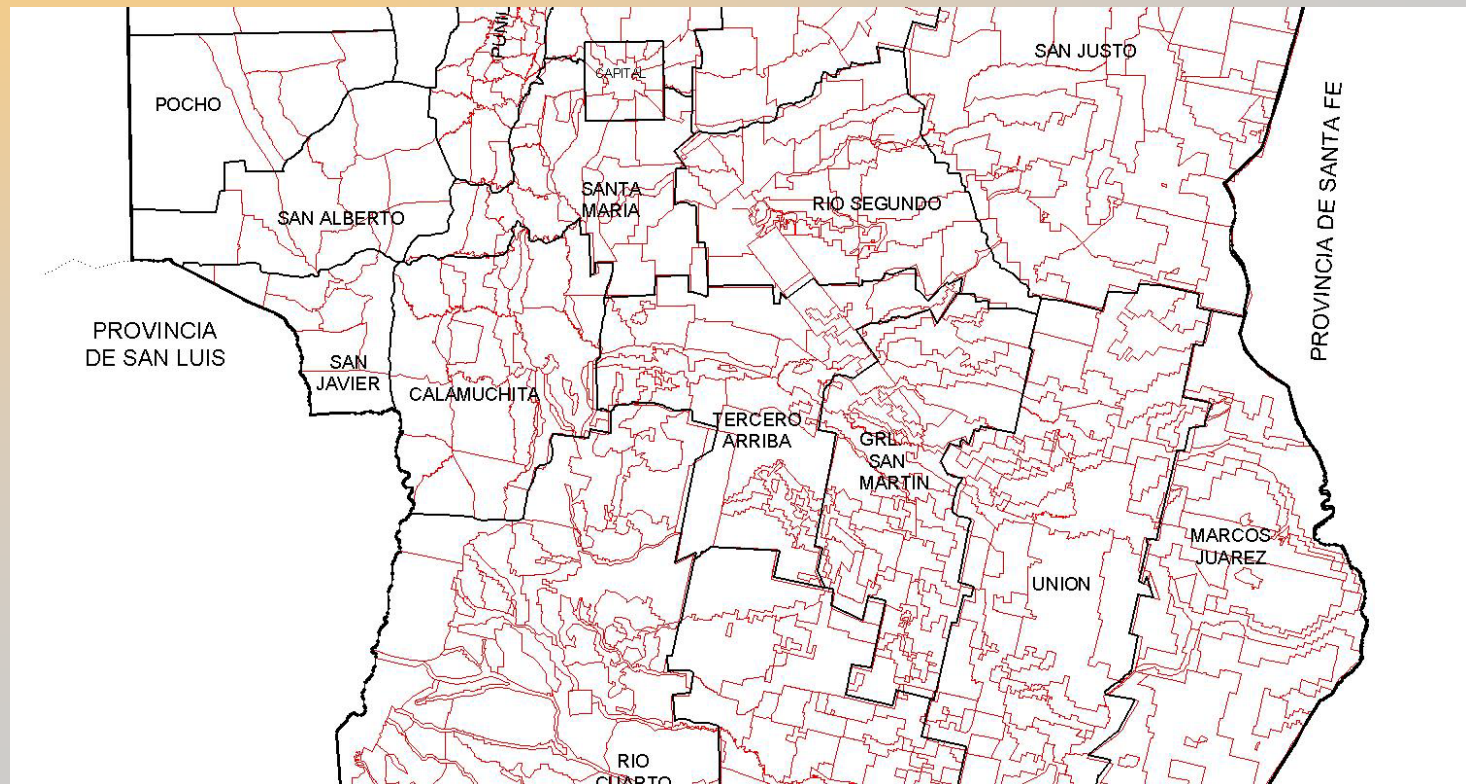 PUNI
SAN JUSTO
CAPITAL
POCHO
PROVINCIA DE SANTA FE
SANTA
MARIA
RIO SEGUNDO
SAN ALBERTO
PROVINCIA
DE SAN LUIS
SAN
JAVIER
CALAMUCHITA
TERCERO
ARRIBA
GRL.
SAN
MARTIN
MARCOS
JUAREZ
UNION
RIO
CUARTO